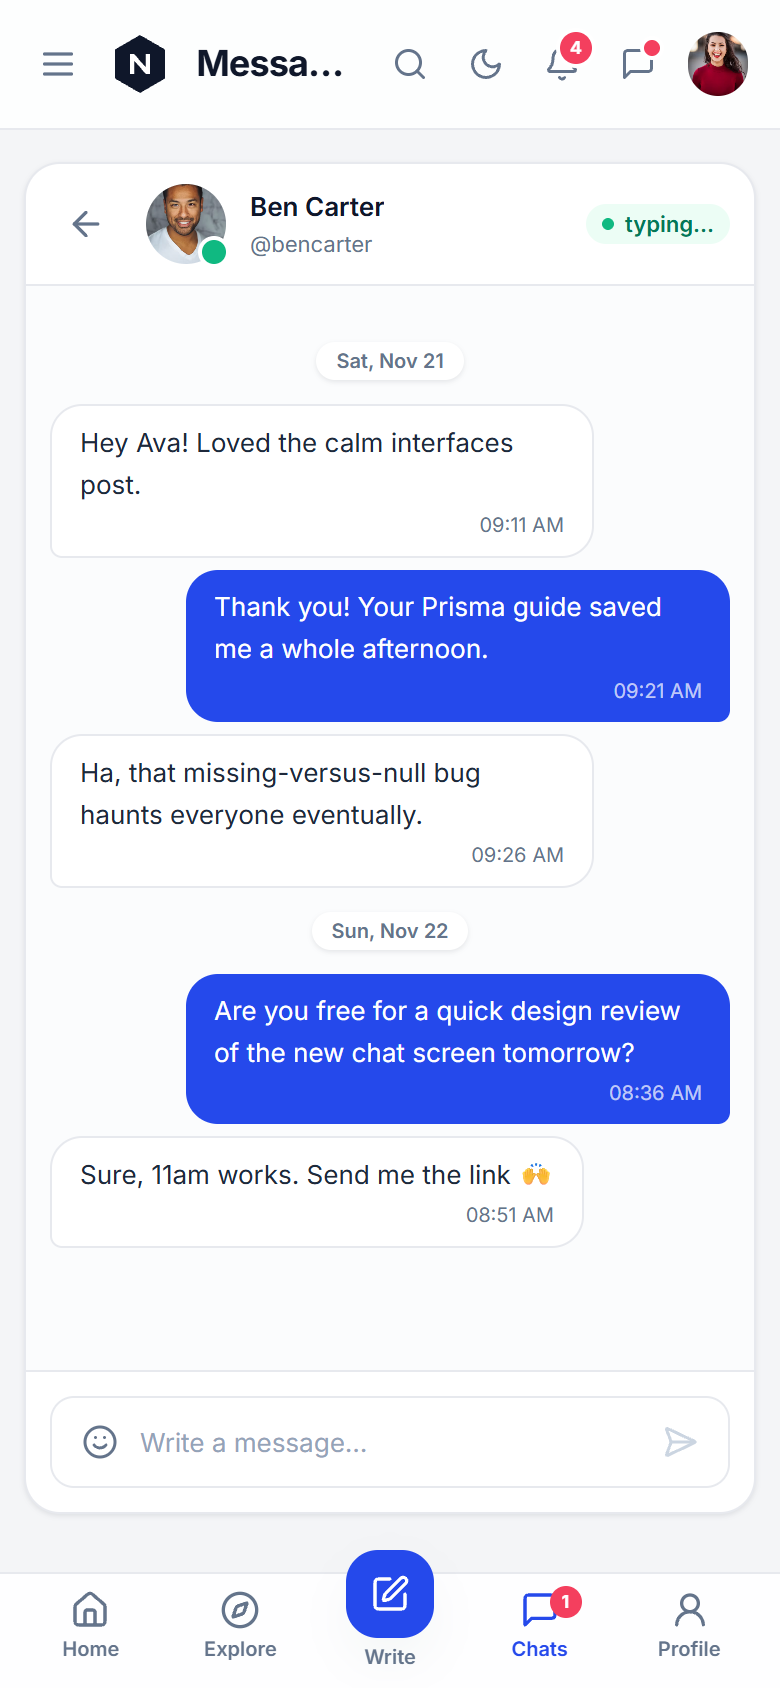 N
Messa...
4
Ben Carter
@bencarter
typing...
Sat, Nov 21
Hey Ava! Loved the calm interfaces
post.
09:11 AM
Thank you! Your Prisma guide saved
me a whole afternoon.
09:21 AM
Ha, that missing-versus-null bug
haunts everyone eventually.
09:26 AM
Sun, Nov 22
Are you free for a quick design review
of the new chat screen tomorrow?
08:36 AM
Sure, 11am works. Send me the link 🙌
08:51 AM
Write a message...
1
Home
Explore
Write
Chats
Profile